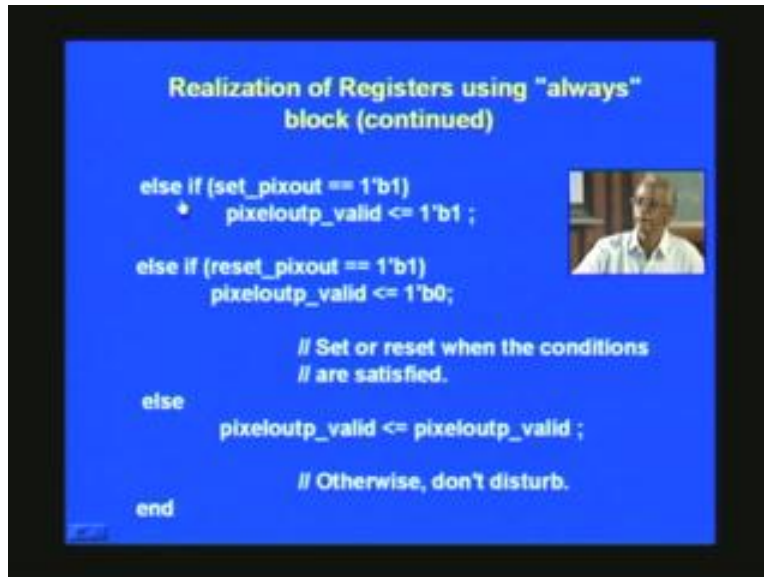 Realization of Registers using "always"
block (continued)
else if (set_pixout == 1'b1)
pixeloutp_valid <= 1'b1 ;
else if (reset_pixout == 1'b1)
pixeloutp_valid <= 1'b0;
// Set or reset when the conditions
// are satisfied.
else
pixeloutp_valid <= pixeloutp_valid ;
// Otherwise, don't disturb.
end